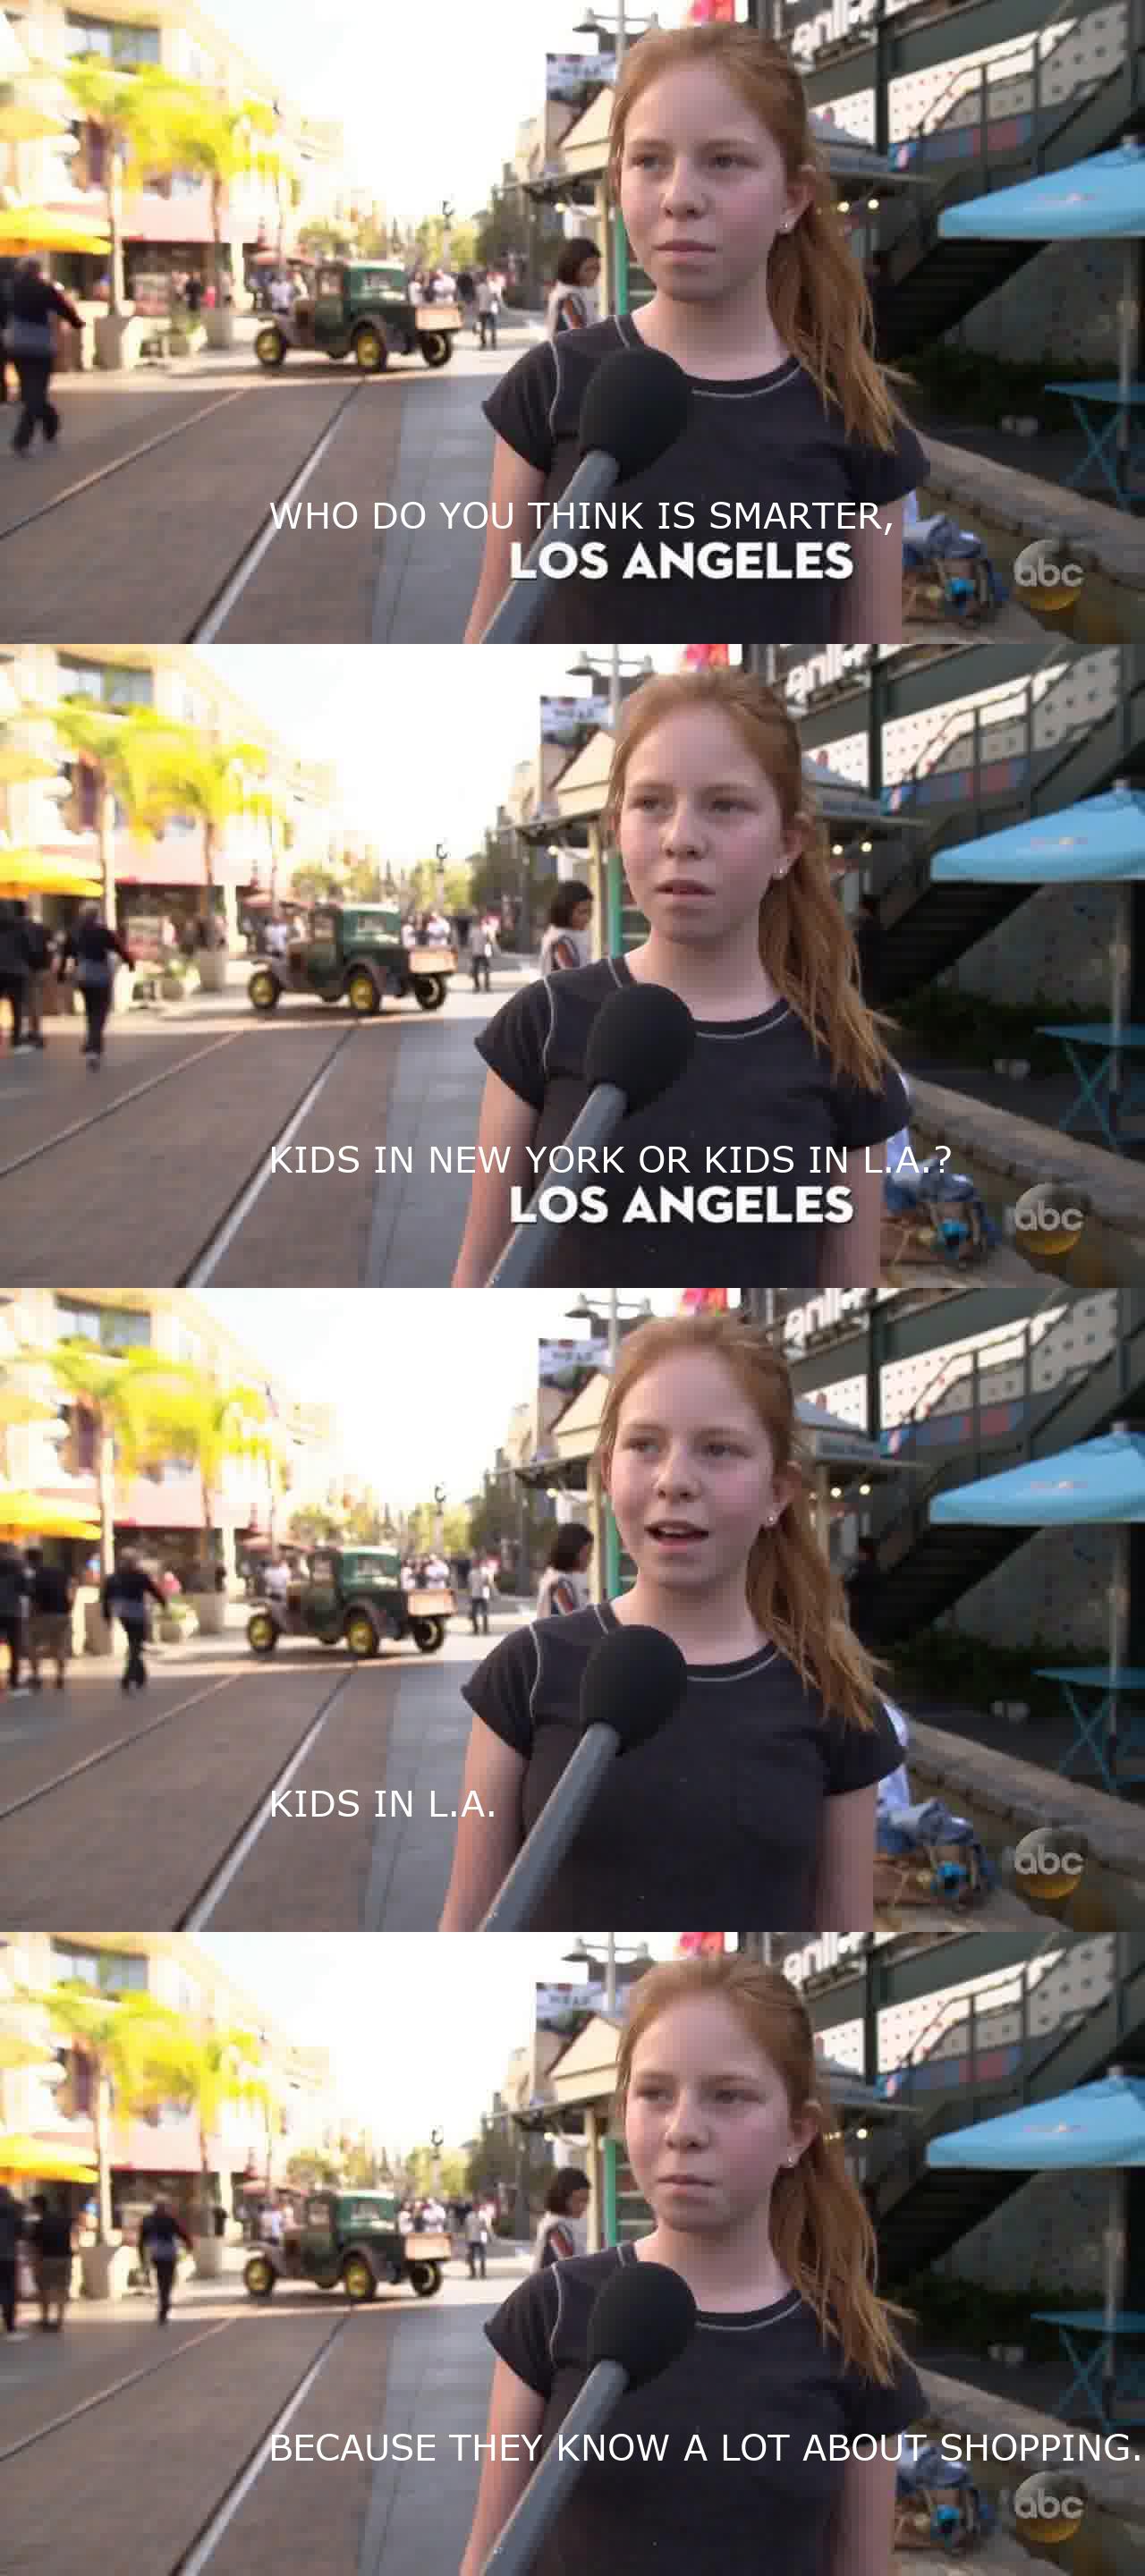 WHO DO YOU THINK IS SMARTER,
LOS ANGELES
abc
KIDS IN NEW YORK OR KIDS IN L.A.?
LOS ANGELES
abc
KIDS IN L.A.
abc
BECAUSE THEY KNOW A LOT ABOUT SHOPPING.
abc